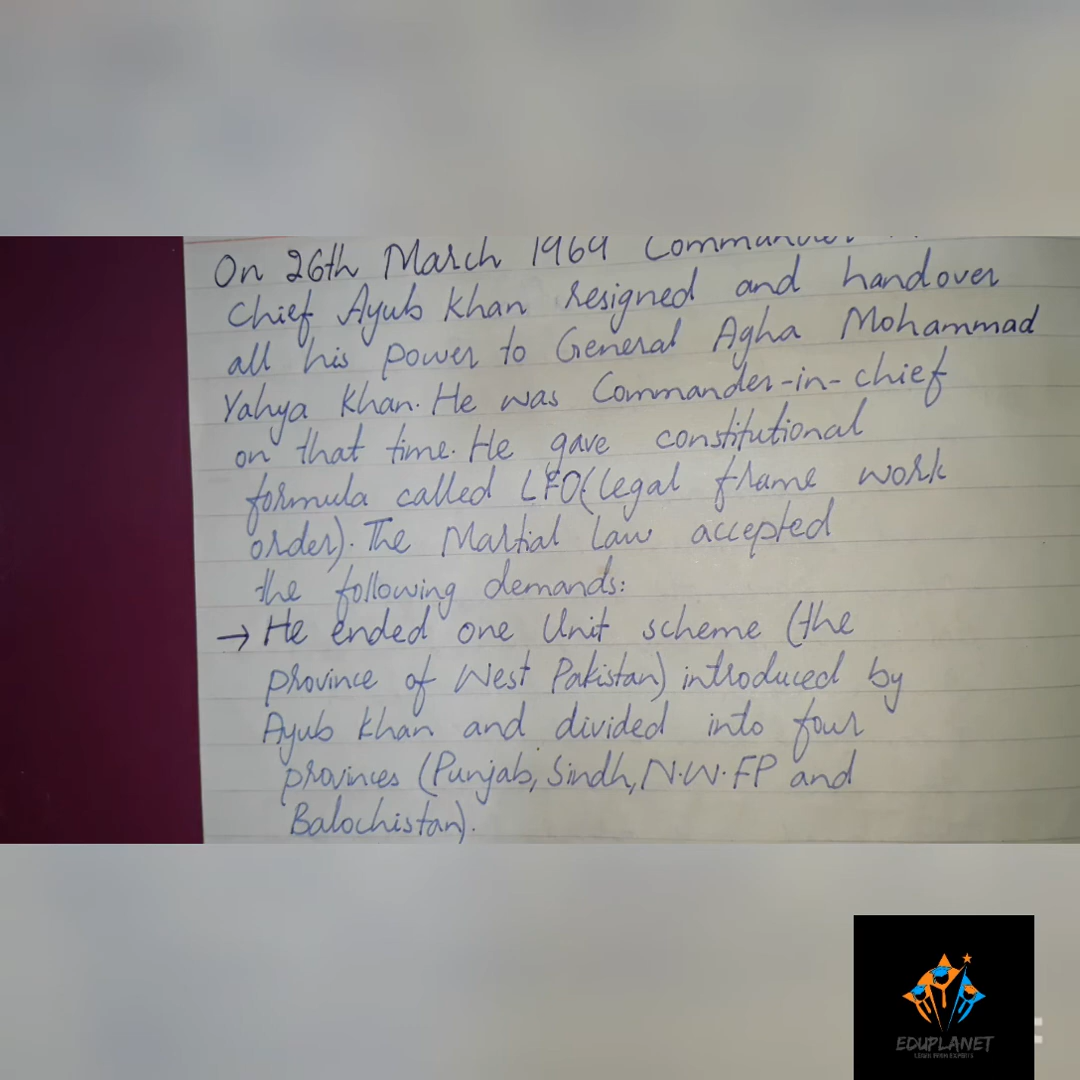 On 26th March 1969 Commander
Chief Ayub Khan resigned and handover
all his power to General Agha Mohammad
Yahya Khan. He was Commander-in-chief
on that time. He gave constitutional
formula called LFO(legal frame work
order). The Martial Law accepted
the following demands:
→ He ended one Unit scheme (the
province of West Pakistan) introduced by
Ayub Khan and divided into four
provinces (Punjab, Sindh, N.W.FP and
Balochistan).
EDUPLANET